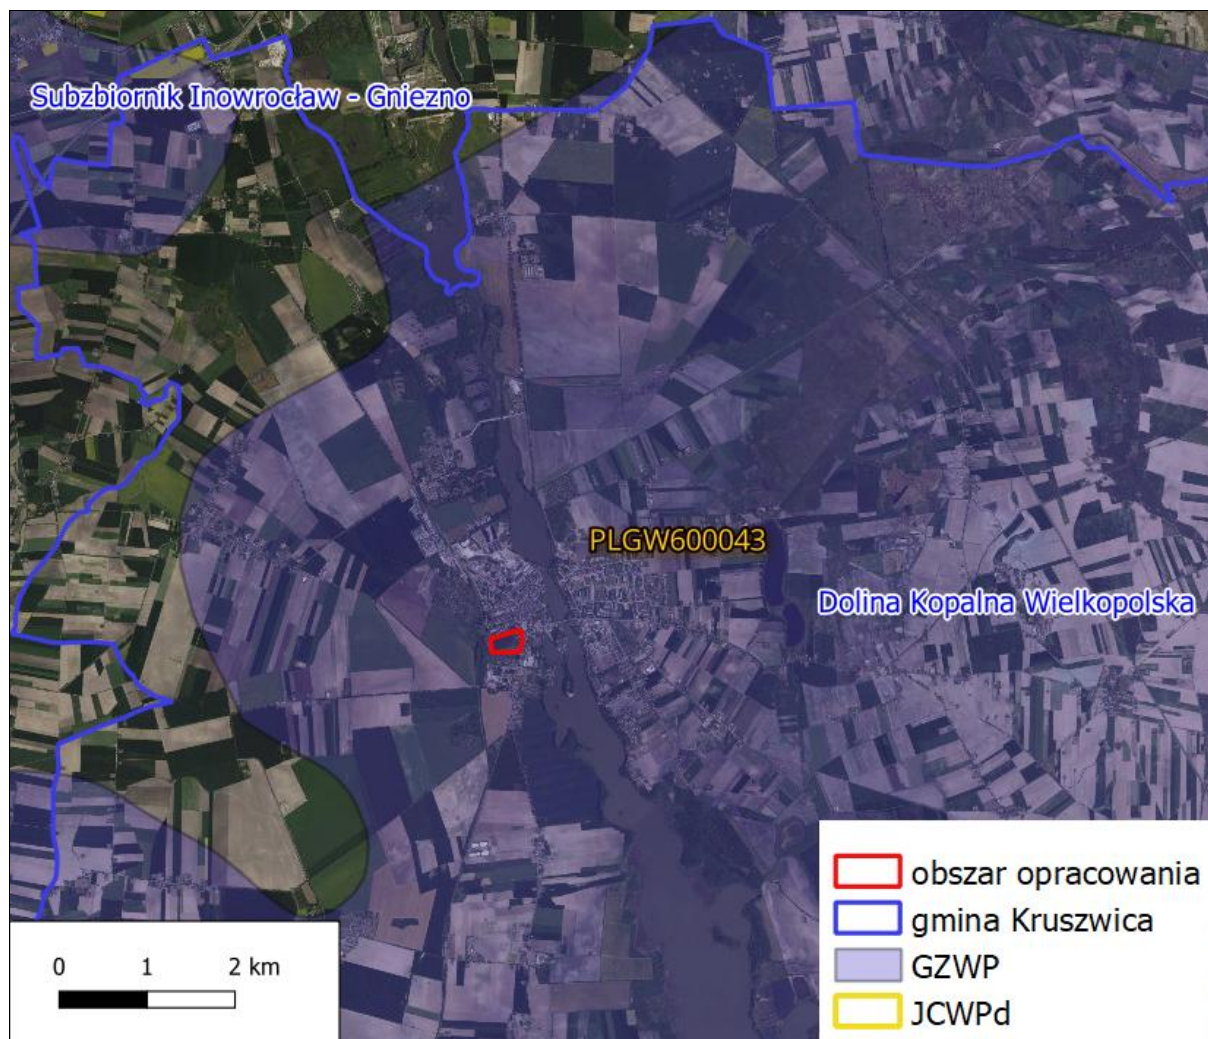 Subzbiornik Inowrocław - Gniezno
PLGW600043
Dolina Kopalna Wielkopolska
obszar opracowania
gmina Kruszwica
GZWP
JCWPd
0 1 2 km